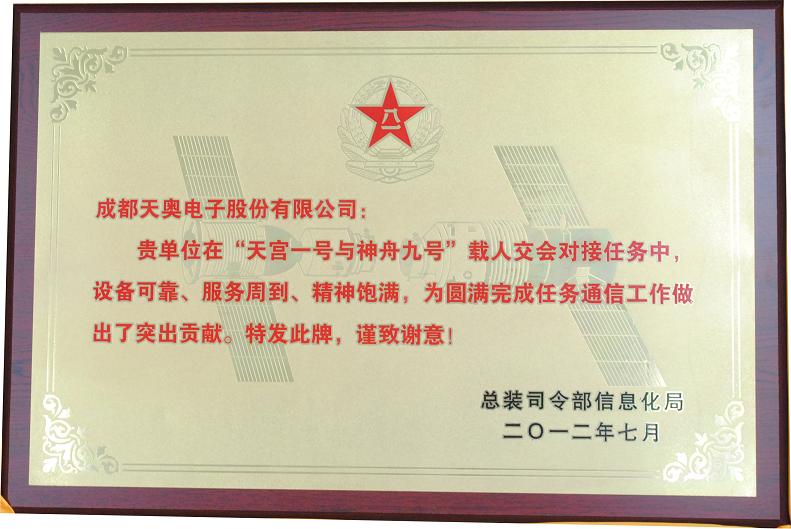 八一
成都天奥电子股份有限公司：
贵单位在“天宫一号与神舟九号”载人交会对接任务中，
设备可靠、服务周到、精神饱满，为圆满完成任务通信工作做
出了突出贡献。特发此牌，谨致谢意！
总装司令部信息化局
二〇一二年七月